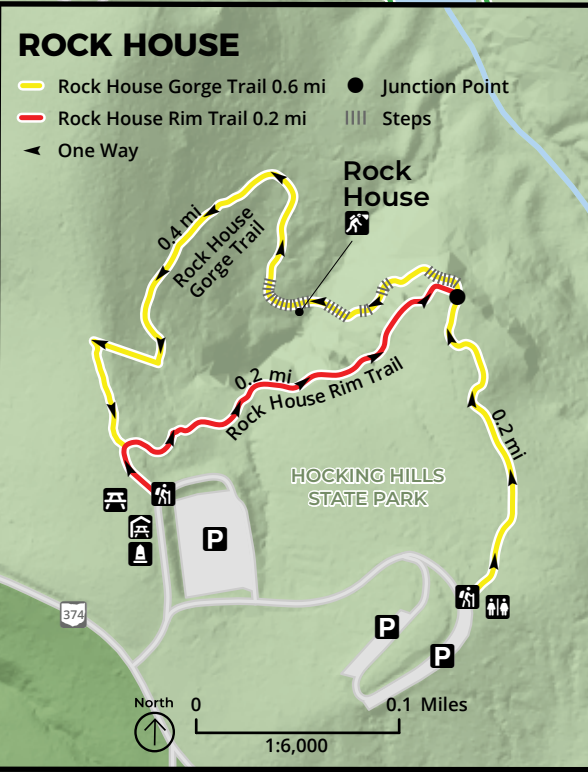 ROCK HOUSE
Rock House Gorge Trail 0.6 mi
Junction Point
Rock House Rim Trail 0.2 mi
Steps
One Way
Rock
House
0.4 mi
Rock House
Gorge Trail
0.2 mi
Rock House Rim Trail
0.2 mi
HOCKING HILLS
STATE PARK
P
374
P
P
North
0
0.1 Miles
1:6,000